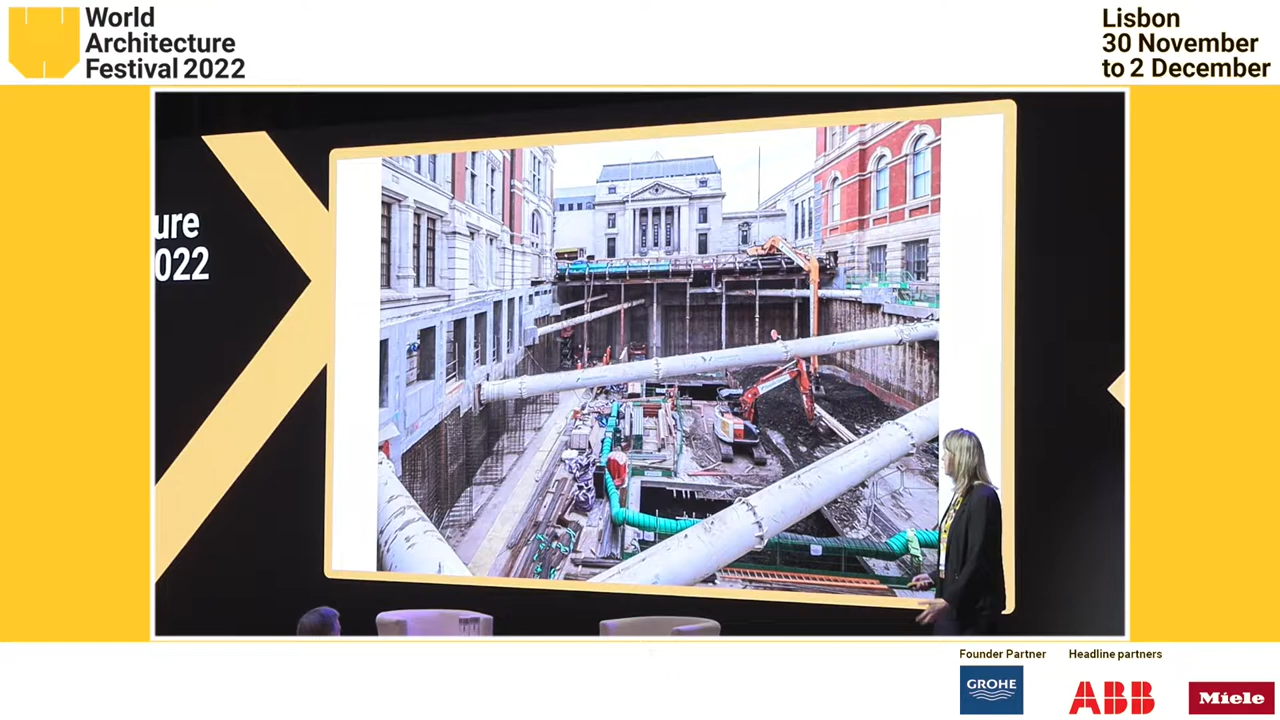 World
Architecture
Festival 2022
Lisbon
30 November
to 2 December
ure
022
Founder Partner
Headline partners
GROHE
ABB
Miele